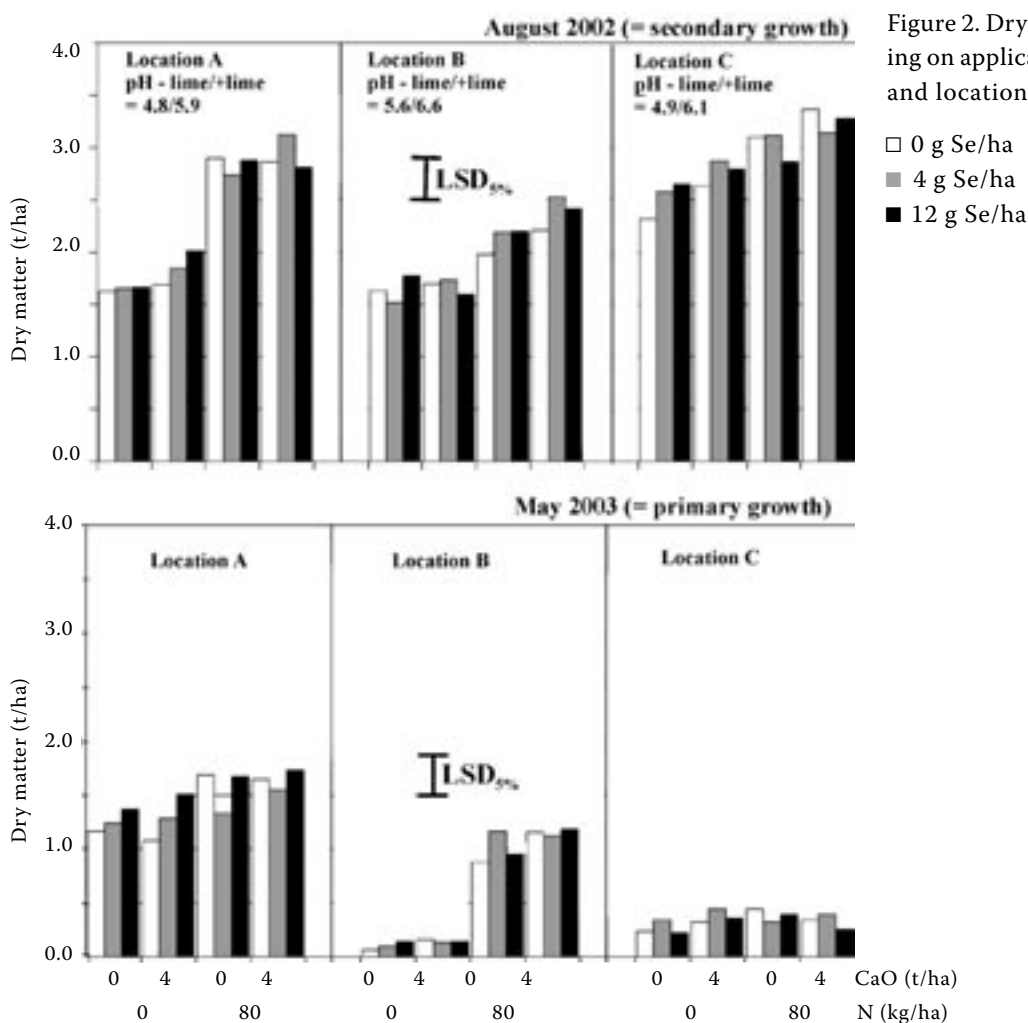 August 2002 (= secondary growth)
Figure 2. Dry
ing on applica
and location
□ 0 g Se/ha
4 g Se/ha
■ 12 g Se/ha
4.0
3.0
2.0
1.0
0.0
Dry matter (t/ha)
Location A
pH - lime/+lime
= 4.8/5.9
Location B
pH - lime/+lime
= 5.6/6.6
Location C
pH - lime/+lime
= 4.9/6.1
LSD5%
May 2003 (= primary growth)
4.0
3.0
2.0
1.0
0.0
Dry matter (t/ha)
Location A
Location B
Location C
LSD5%
0 4 0 4 0 4 0 4 0 4 0 4 CaO (t/ha)
0 80 0 80 0 80 N (kg/ha)